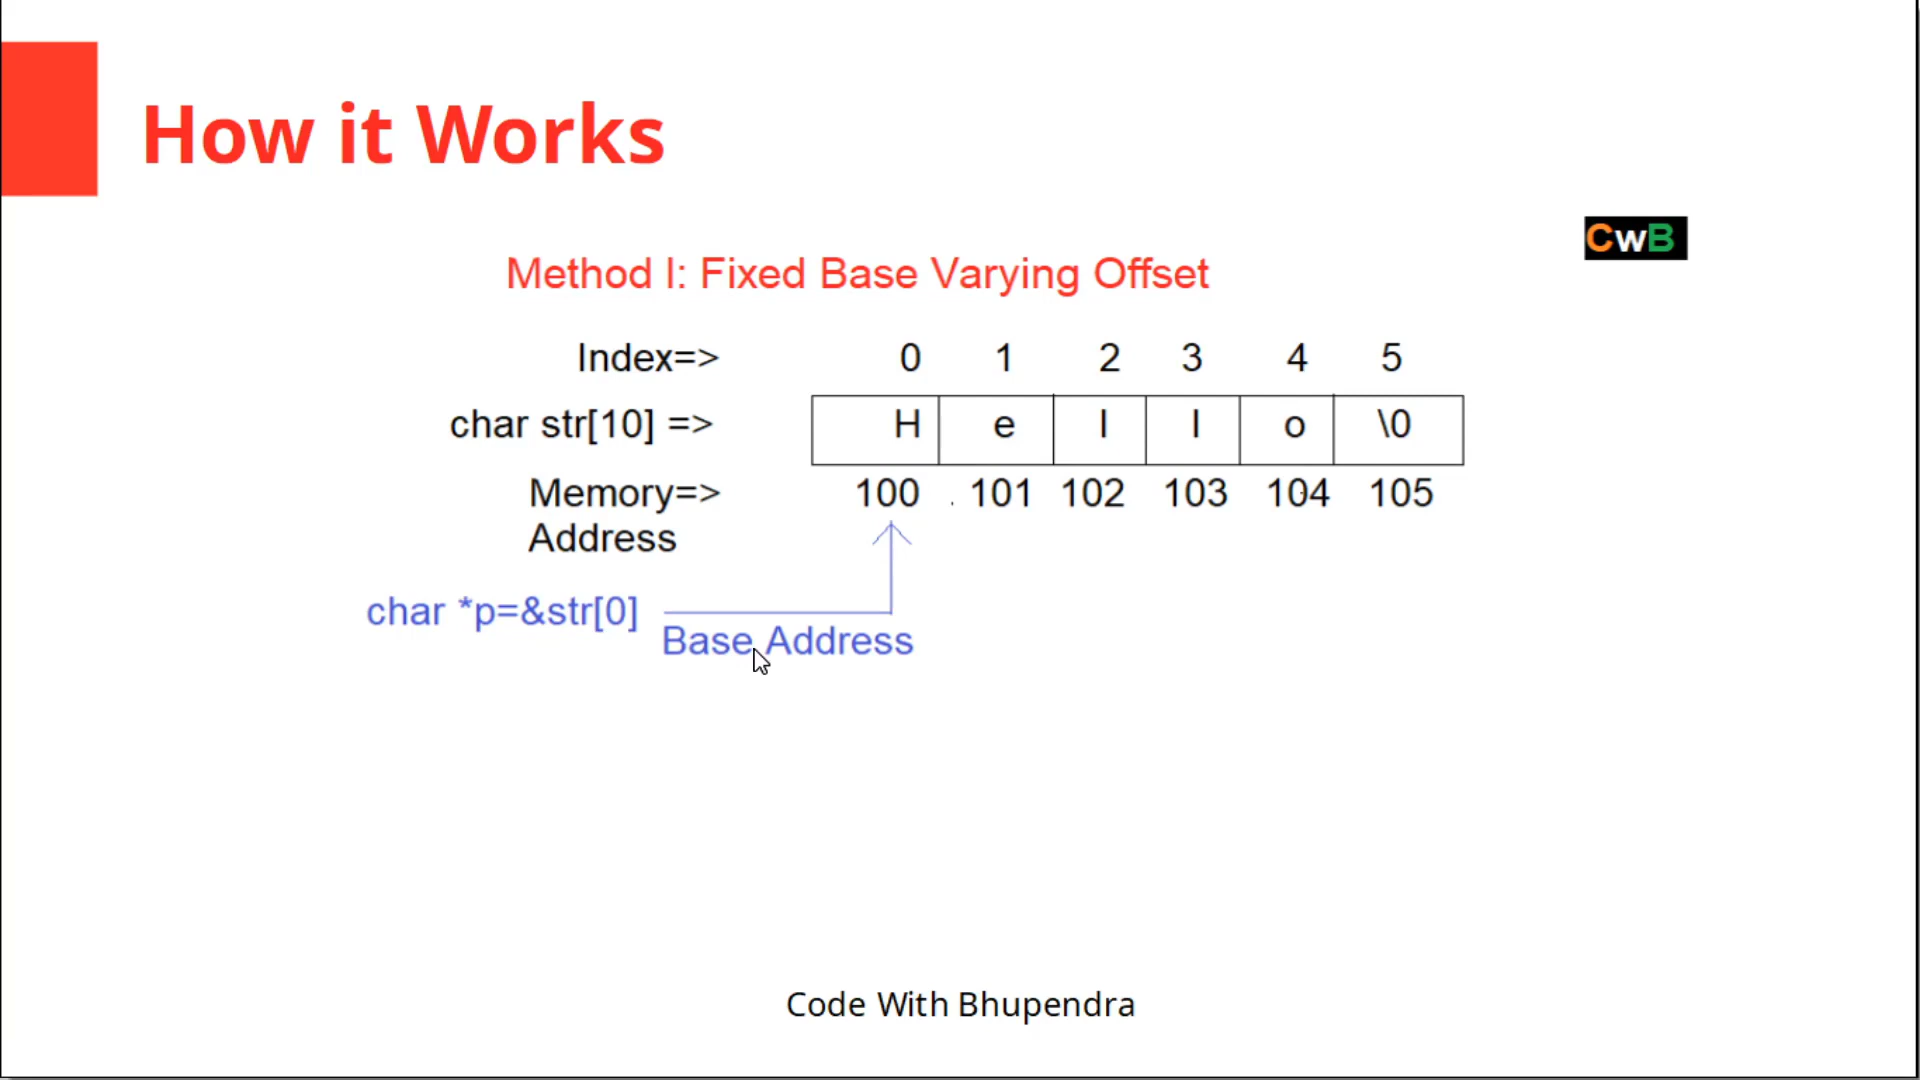 How it Works
CwB
Method I: Fixed Base Varying Offset
Index=> 0 1 2 3 4 5
char str[10] => H e l l o \0
Memory=> 100 101 102 103 104 105
Address
char *p=&str[0]
Base Address
Code With Bhupendra